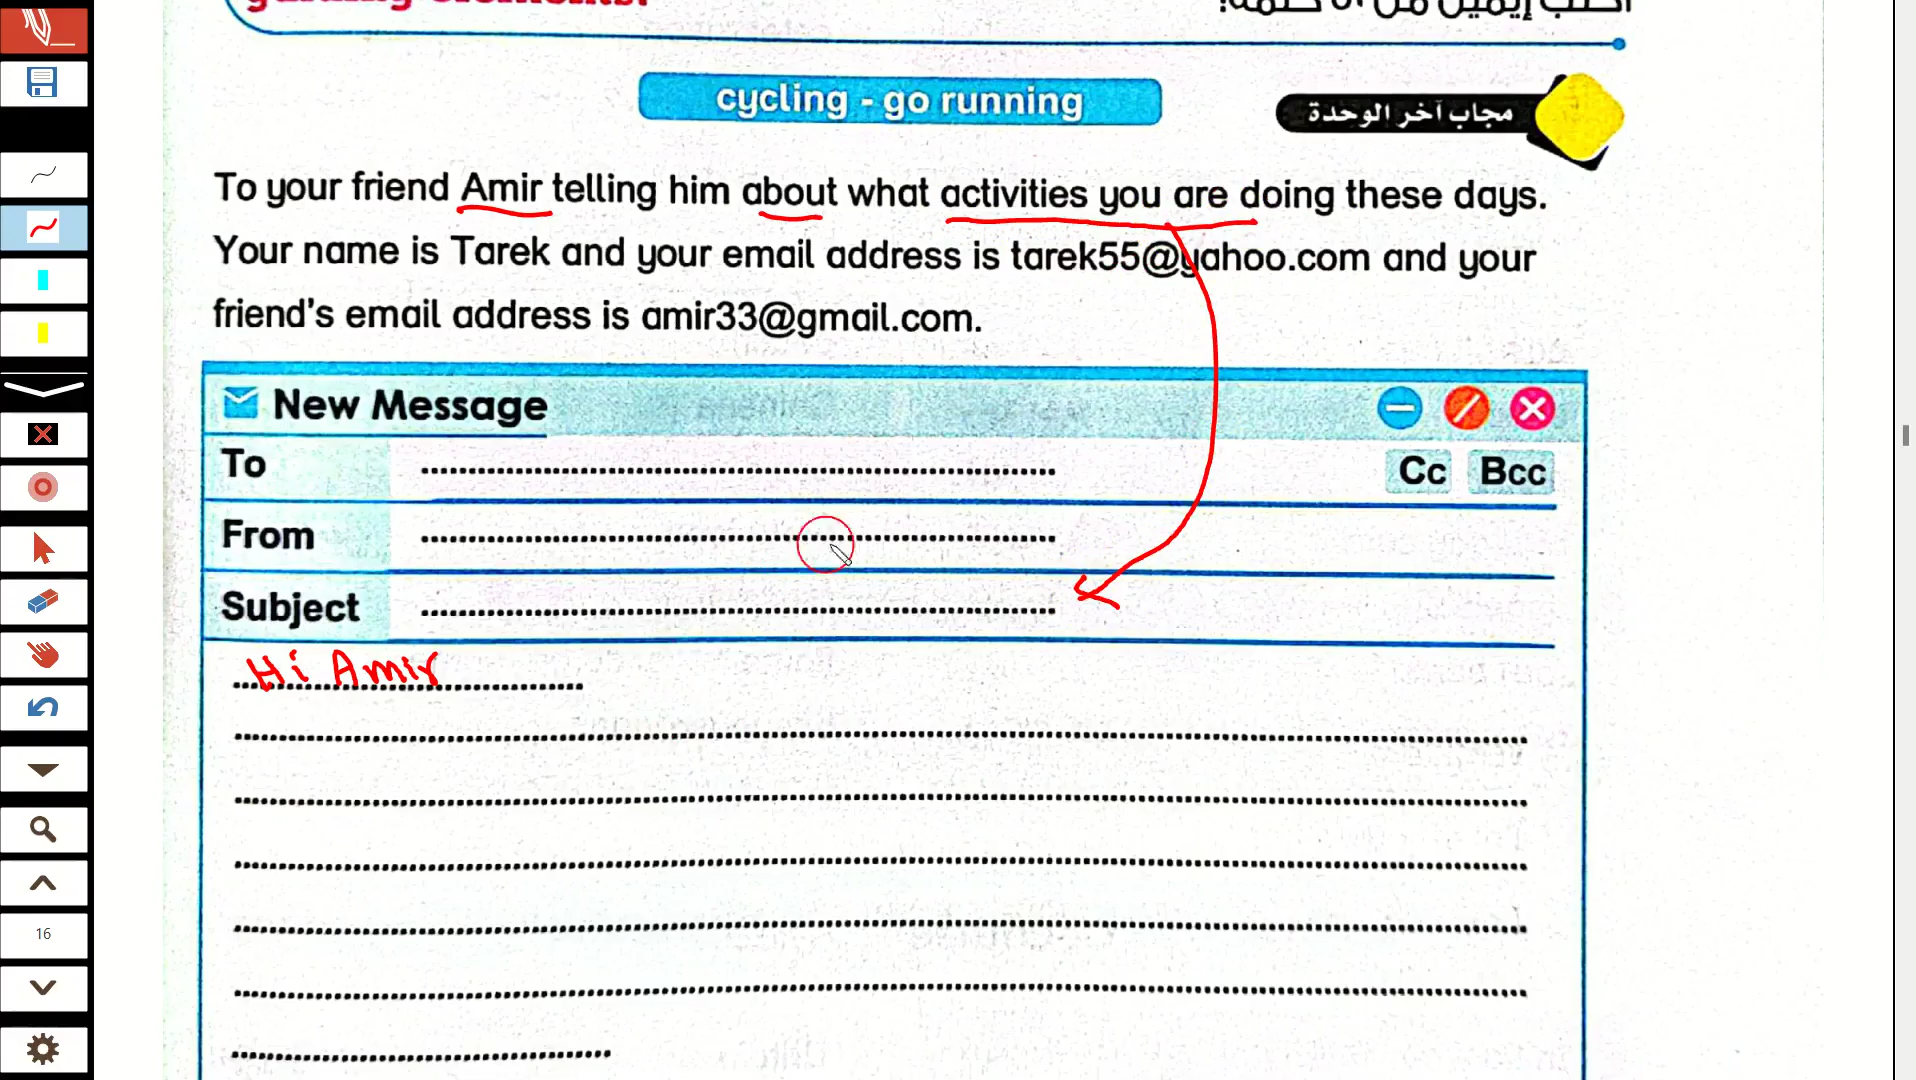 cycling - go running
مجاب آخر الوحدة
To your friend Amir telling him about what activities you are doing these days.
Your name is Tarek and your email address is tarek55@yahoo.com and your
friend's email address is amir33@gmail.com.
New Message
To
Cc Bcc
From
Subject
Hi Amir
16